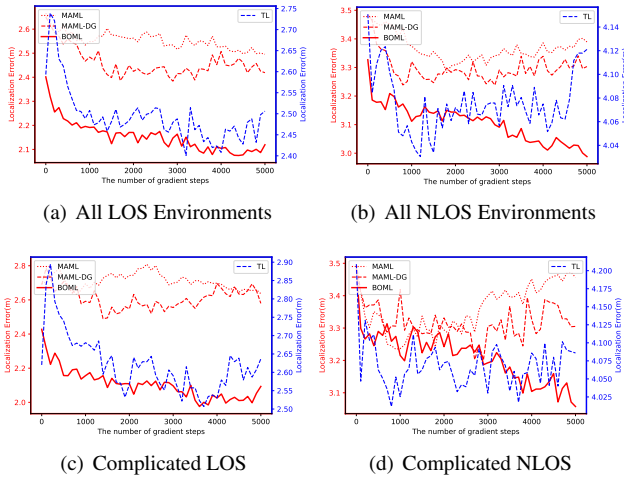 MAML
MAML-DG
BOML
TL
Localization Error(m)
2.6
2.5
2.4
2.3
2.2
2.1
2.75
2.70
2.65
2.60
2.55
2.50
2.45
2.40
Localization Error(m)
0 1000 2000 3000 4000 5000
The number of gradient steps
(a) All LOS Environments
MAML
MAML-DG
BOML
TL
Localization Error(m)
3.5
3.4
3.3
3.2
3.1
3.0
4.14
4.12
4.10
4.08
4.06
4.04
Localization Error(m)
0 1000 2000 3000 4000 5000
The number of gradient steps
(b) All NLOS Environments
MAML
MAML-DG
BOML
TL
Localization Error(m)
2.8
2.6
2.4
2.2
2.0
2.90
2.85
2.80
2.75
2.70
2.65
2.60
2.55
2.50
Localization Error(m)
0 1000 2000 3000 4000 5000
The number of gradient steps
(c) Complicated LOS
MAML
MAML-DG
BOML
TL
Localization Error(m)
3.5
3.4
3.3
3.2
3.1
4.200
4.175
4.150
4.125
4.100
4.075
4.050
4.025
Localization Error(m)
0 1000 2000 3000 4000 5000
The number of gradient steps
(d) Complicated NLOS